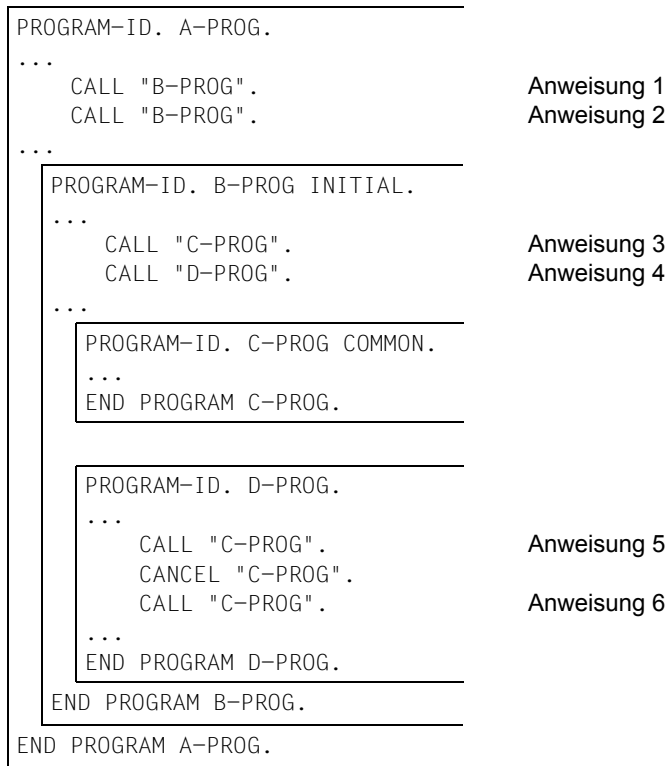 PROGRAM-ID. A-PROG.
...
CALL "B-PROG". Anweisung 1
CALL "B-PROG". Anweisung 2
...
PROGRAM-ID. B-PROG INITIAL.
...
CALL "C-PROG". Anweisung 3
CALL "D-PROG". Anweisung 4
...
PROGRAM-ID. C-PROG COMMON.
...
END PROGRAM C-PROG.
PROGRAM-ID. D-PROG.
...
CALL "C-PROG". Anweisung 5
CANCEL "C-PROG".
CALL "C-PROG". Anweisung 6
...
END PROGRAM D-PROG.
END PROGRAM B-PROG.
END PROGRAM A-PROG.